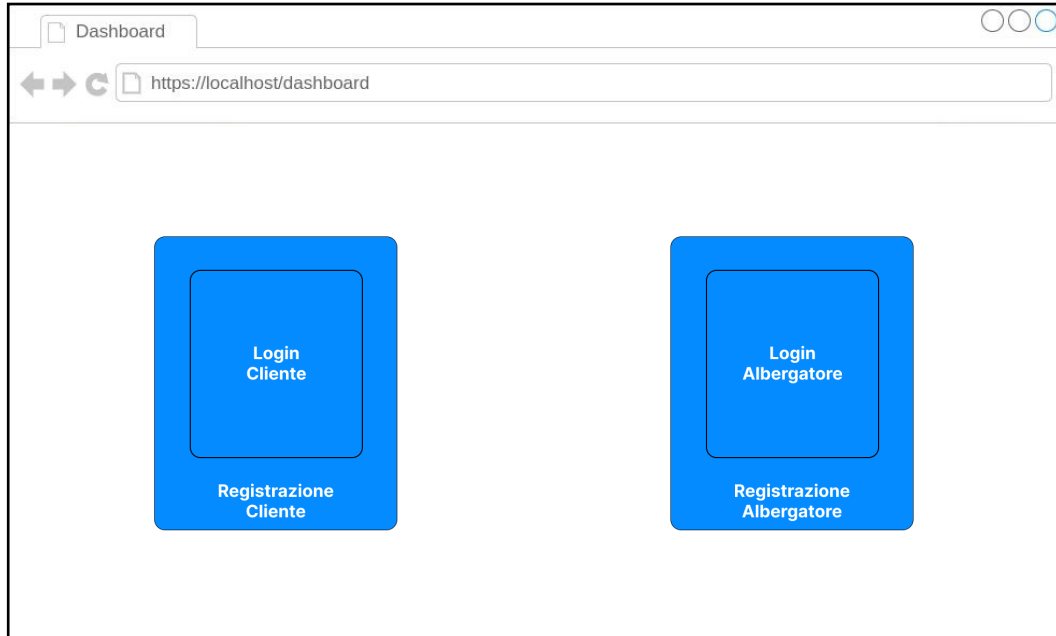 Dashboard
https://localhost/dashboard
Login
Cliente
Registrazione
Cliente
Login
Albergatore
Registrazione
Albergatore